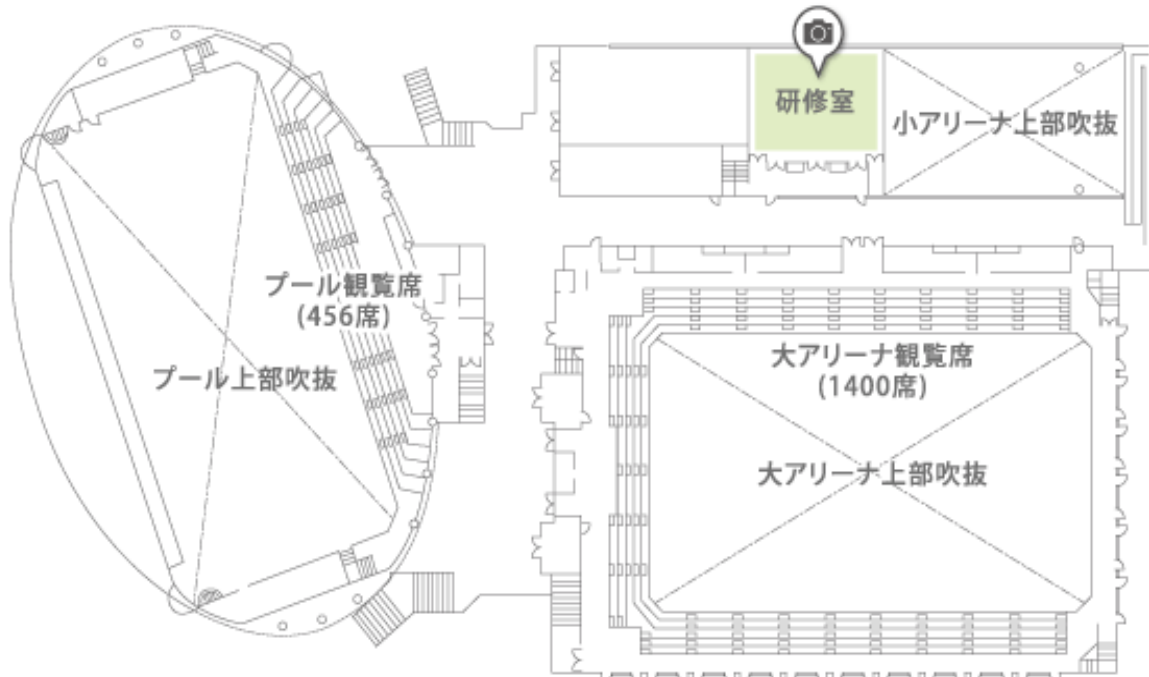 研修室
小アリーナ上部吹抜
プール観覧席
(456席)
プール上部吹抜
大アリーナ観覧席
(1400席)
大アリーナ上部吹抜